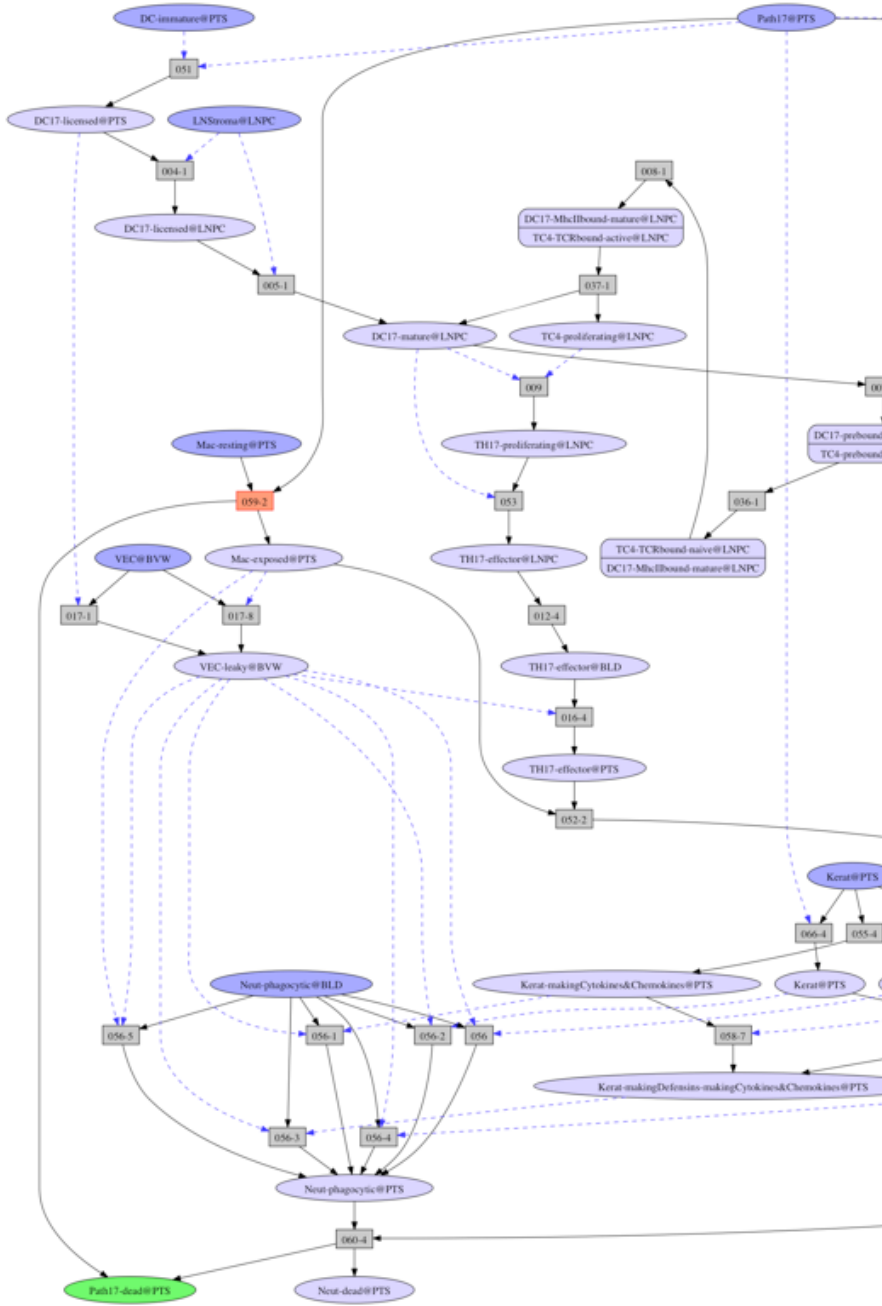 DC-immature@PTS
Path17@PTS
051
DC17-licensed@PTS
LNStroma@LNPC
004-1
008-1
DC17-MhcIIbound-mature@LNPC
TC4-TCRbound-active@LNPC
DC17-licensed@LNPC
005-1
037-1
DC17-mature@LNPC
TC4-proliferating@LNPC
009
00
Mac-resting@PTS
TH17-proliferating@LNPC
DC17-prebound
TC4-prebound
059-2
053
036-1
VEC@BVW
Mac-exposed@PTS
TH17-effector@LNPC
TC4-TCRbound-naive@LNPC
DC17-MhcIIbound-mature@LNPC
017-1
017-8
012-4
VEC-leaky@BVW
TH17-effector@BLD
016-4
TH17-effector@PTS
052-2
Kerat@PTS
066-4
055-4
Neut-phagocytic@BLD
Kerat-makingCytokines&Chemokines@PTS
Kerat@PTS
056-5
056-1
056-2
056
058-7
Kerat-makingDefensins-makingCytokines&Chemokines@PTS
056-3
056-4
Neut-phagocytic@PTS
060-4
Path17-dead@PTS
Neut-dead@PTS